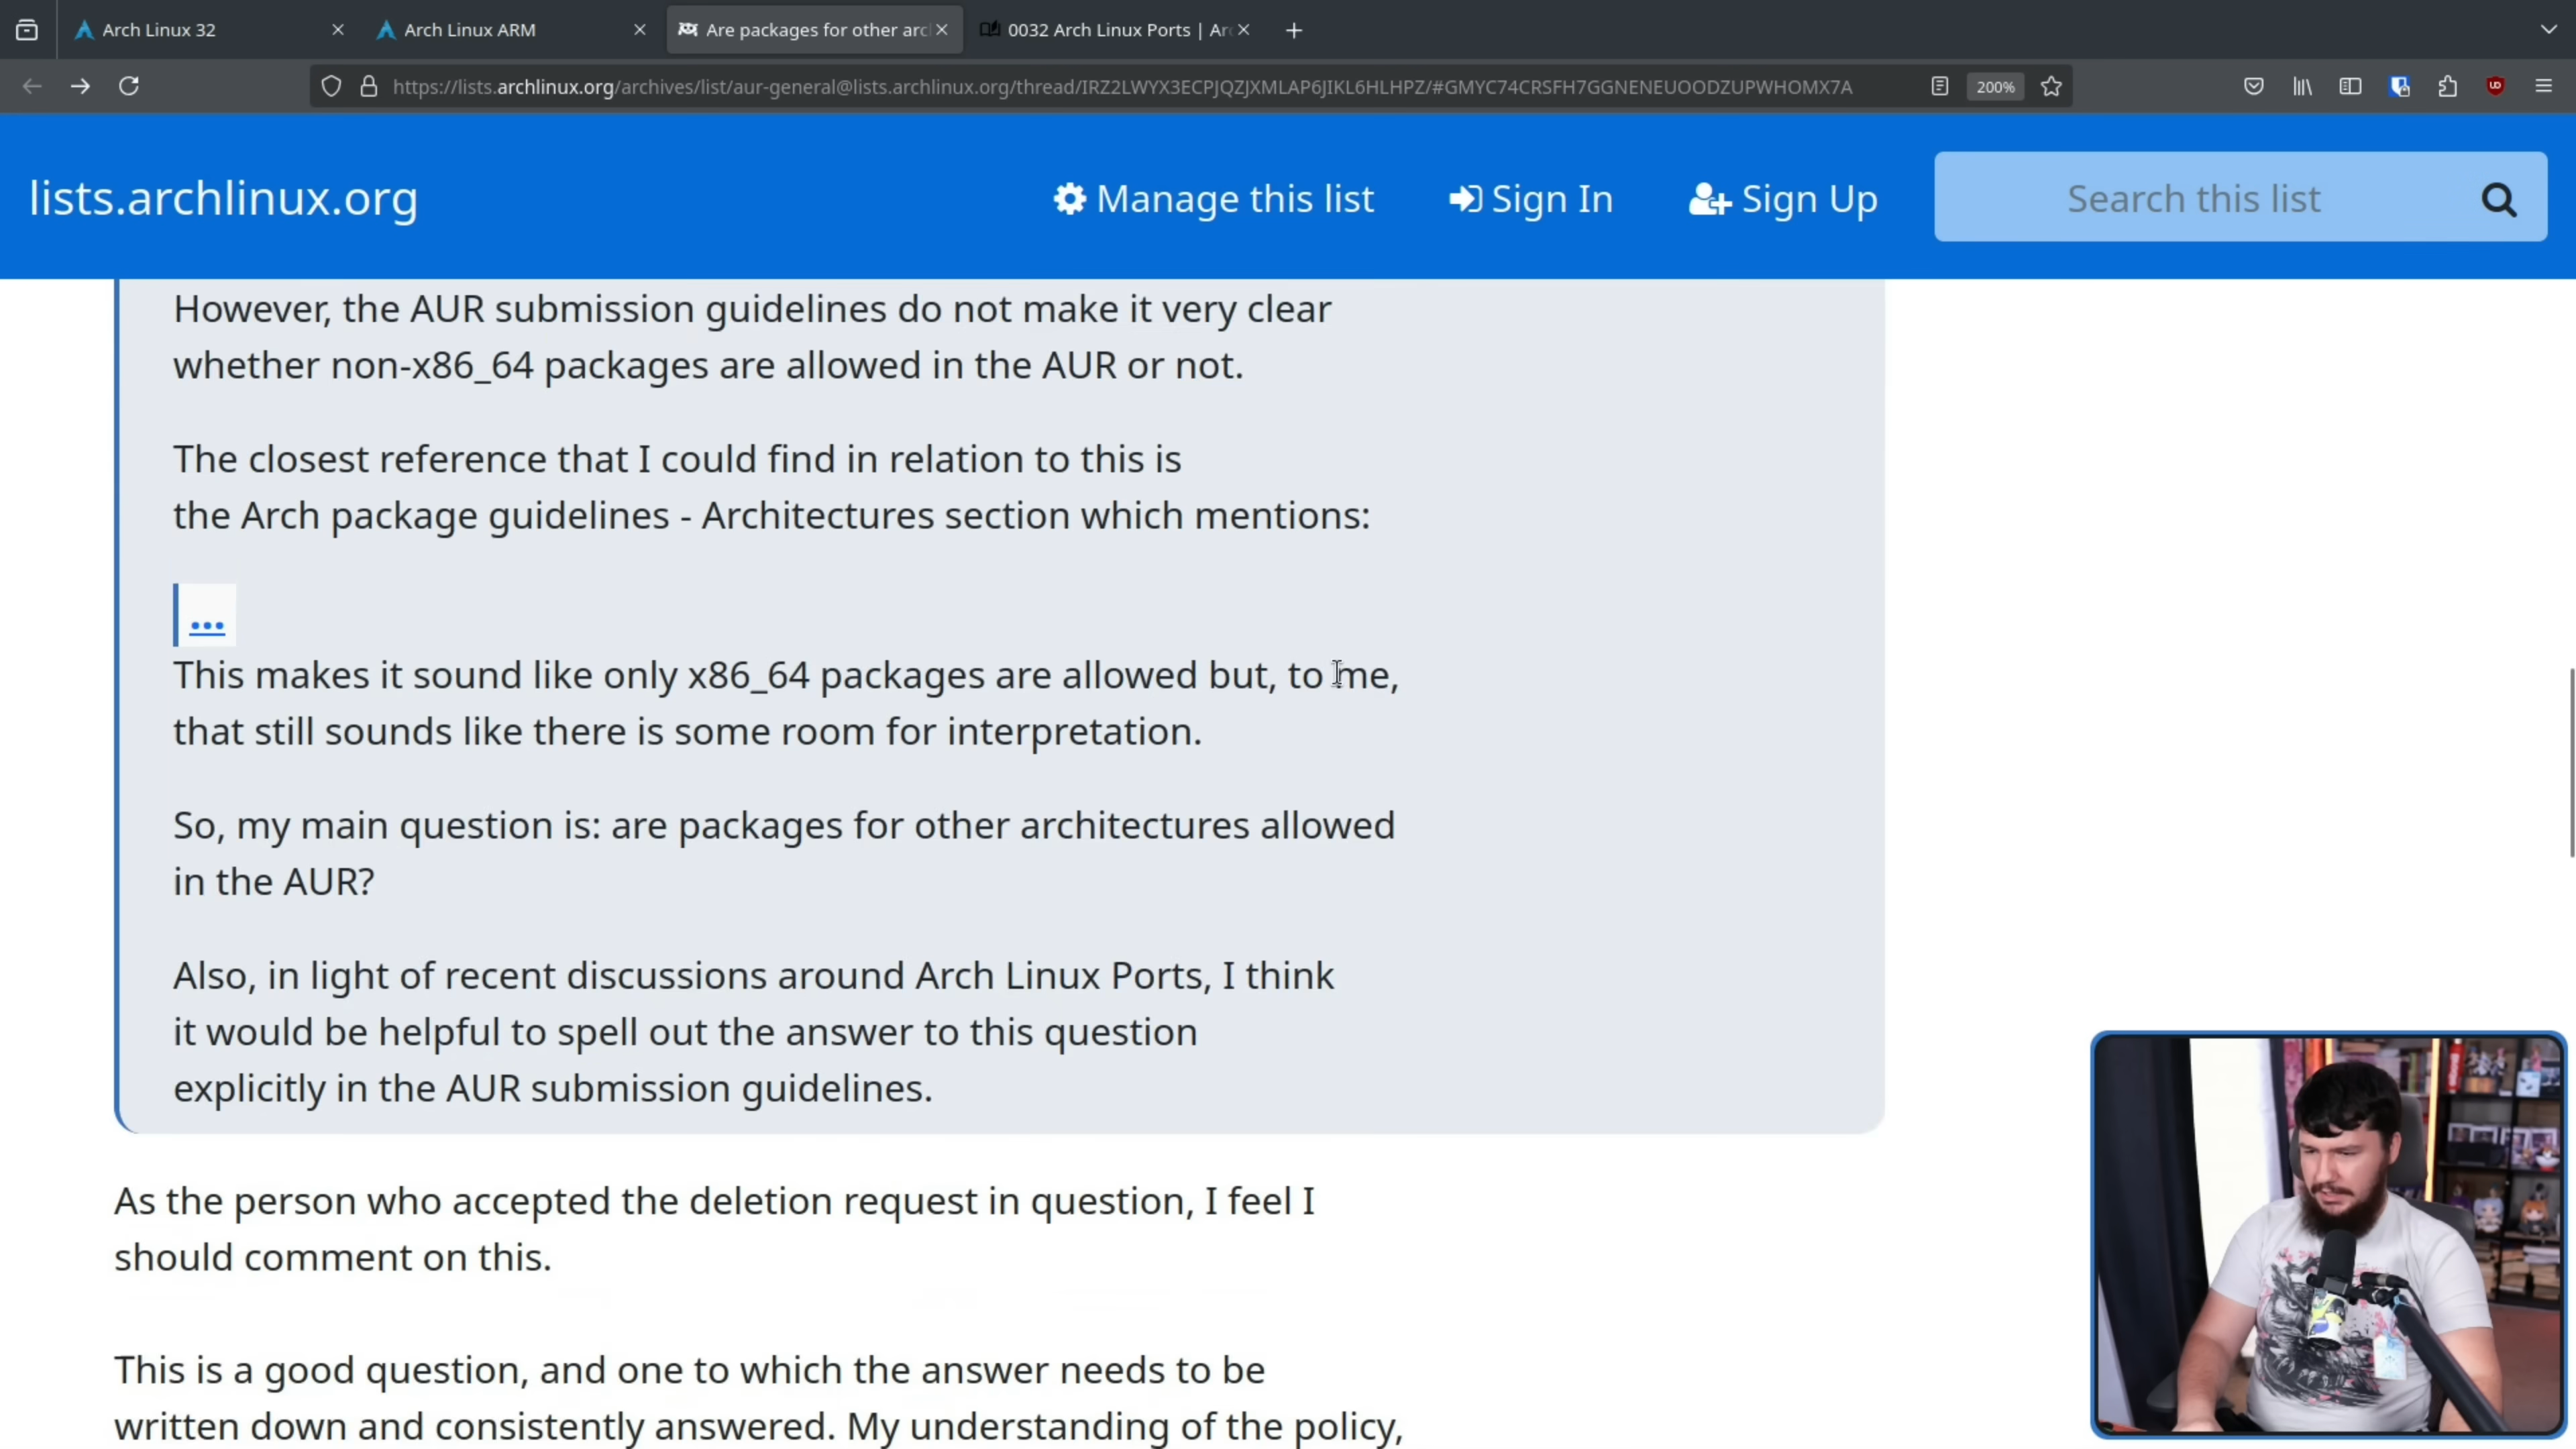 Arch Linux 32
Arch Linux ARM
Are packages for other arc
0032 Arch Linux Ports | Arc
https://lists.archlinux.org/archives/list/aur-general@lists.archlinux.org/thread/IRZ2LWYX3ECPJQZJXMLAP6JIKL6HLHPZ/#GMYC74CRSFH7GGNENEUOODZUPWHOMX7A
200%
lists.archlinux.org
Manage this list
Sign In
Sign Up
Search this list
However, the AUR submission guidelines do not make it very clear
whether non-x86_64 packages are allowed in the AUR or not.
The closest reference that I could find in relation to this is
the Arch package guidelines - Architectures section which mentions:
...
This makes it sound like only x86_64 packages are allowed but, to me,
that still sounds like there is some room for interpretation.
So, my main question is: are packages for other architectures allowed
in the AUR?
Also, in light of recent discussions around Arch Linux Ports, I think
it would be helpful to spell out the answer to this question
explicitly in the AUR submission guidelines.
As the person who accepted the deletion request in question, I feel I
should comment on this.
This is a good question, and one to which the answer needs to be
written down and consistently answered. My understanding of the policy,